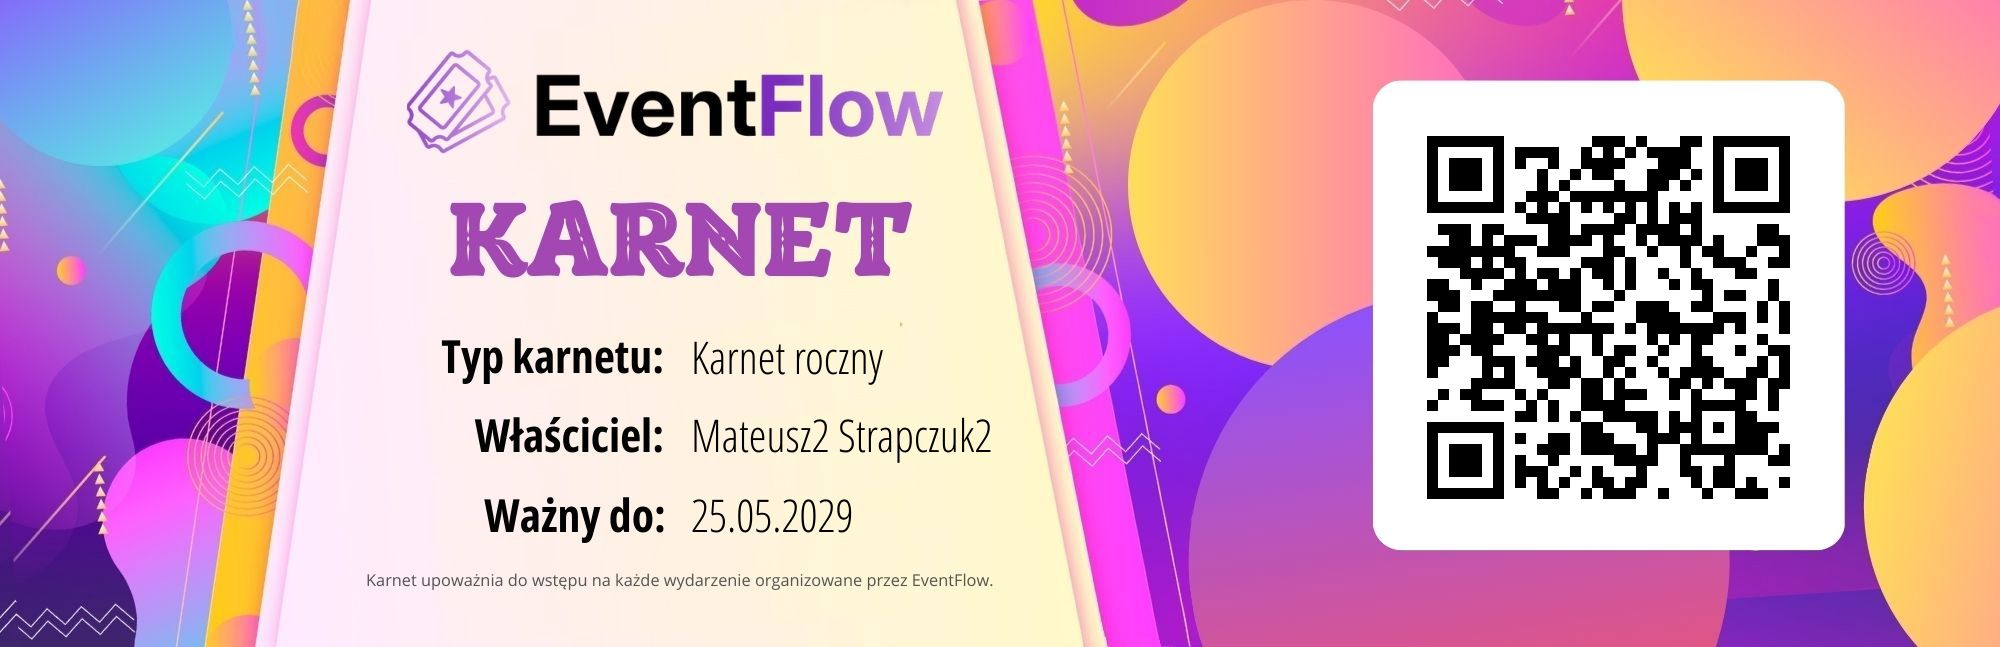 EventFlow
KARNET
Typ karnetu: Karnet roczny
Właściciel: Mateusz2 Strapczuk2
Ważny do: 25.05.2029
Karnet upoważnia do wstępu na każde wydarzenie organizowane przez EventFlow.